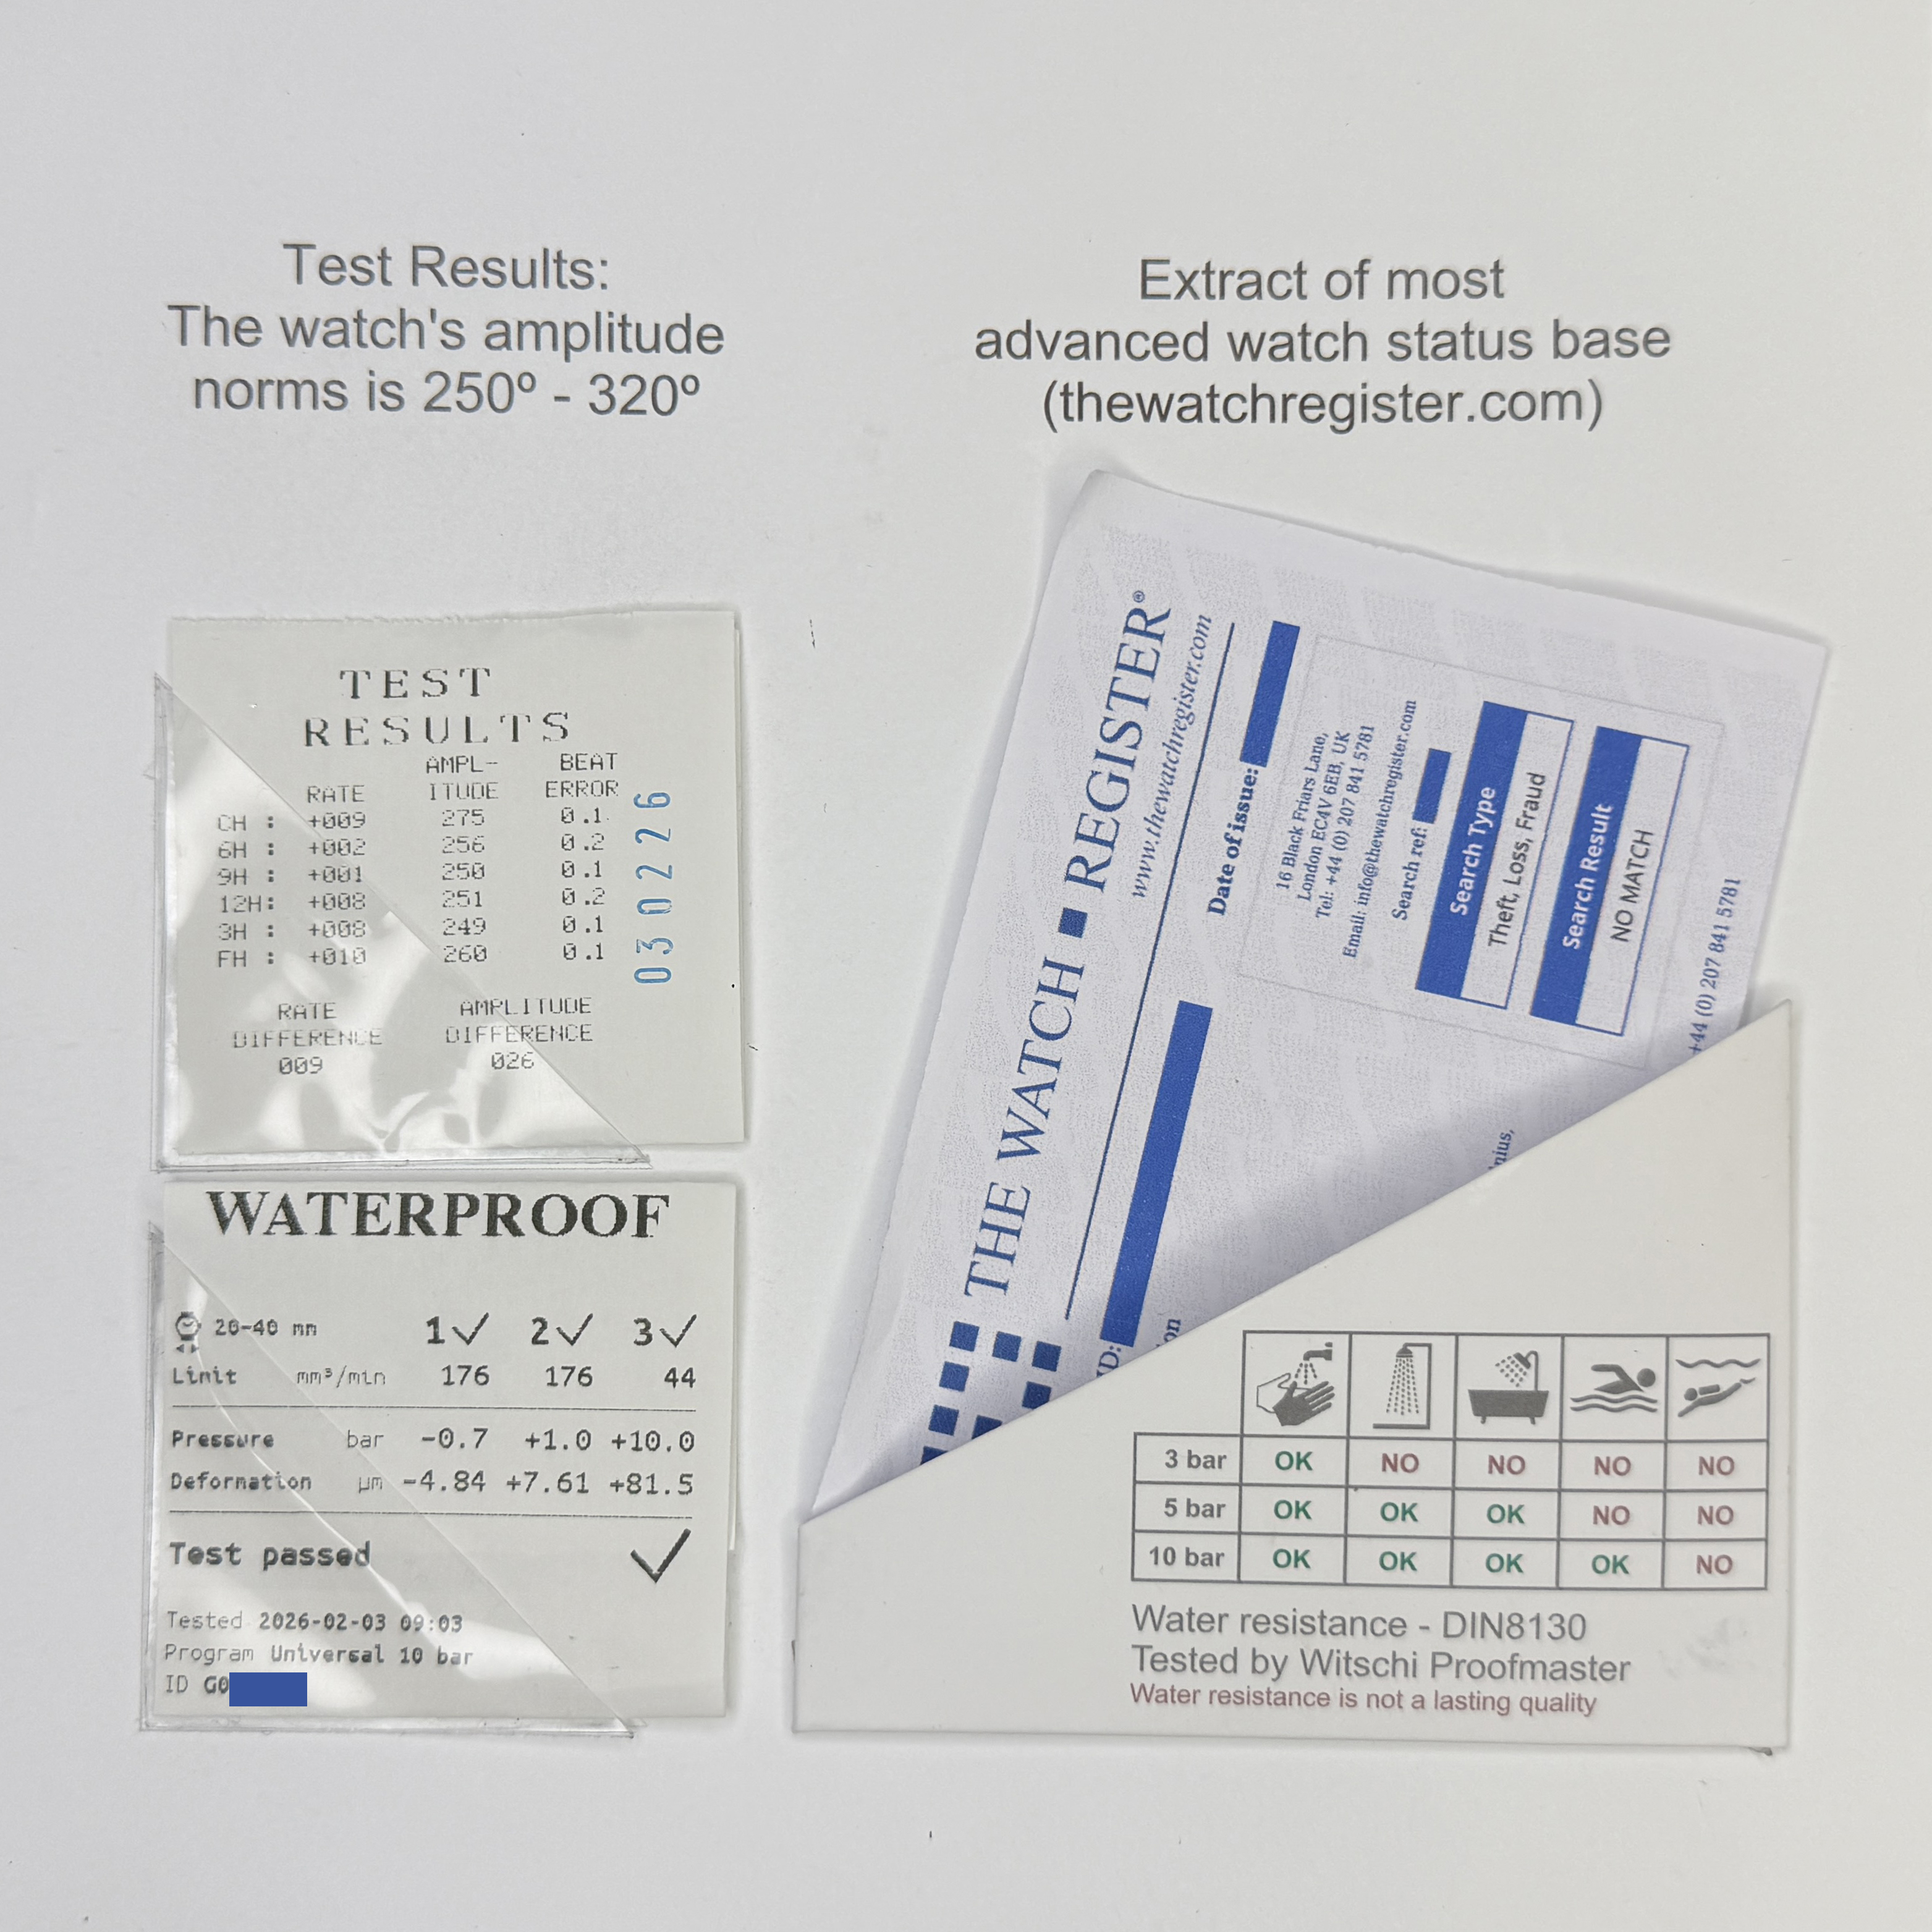 Test Results:
The watch's amplitude
norms is 250º - 320º
Extract of most
advanced watch status base
(thewatchregister.com)
TEST
RESULTS
RATE AMPL-ITUDE BEAT ERROR
CH : +009 275 0.1
6H : +002 256 0.2
9H : +001 250 0.1
12H: +008 251 0.2
3H : +008 249 0.1
FH : +010 260 0.1
RATE DIFFERENCE AMPLITUDE DIFFERENCE
009 026
030226
WATERPROOF
20-40 mm 1 2 3
Limit mm³/min 176 176 44
Pressure bar -0.7 +1.0 +10.0
Deformation µm -4.84 +7.61 +81.5
Test passed
Tested 2026-02-03 09:03
Program Universal 10 bar
ID G0
THE WATCH REGISTER®
www.thewatchregister.com
Date of issue:
16 Black Friars Lane,
London EC4V 6EB, UK
Tel: +44 (0) 207 841 5781
Email: info@thewatchregister.com
Search ref:
Search Type
Theft, Loss, Fraud
Search Result
NO MATCH
+44 (0) 207 841 5781
3 bar OK NO NO NO NO
5 bar OK OK OK NO NO
10 bar OK OK OK OK NO
Water resistance - DIN8130
Tested by Witschi Proofmaster
Water resistance is not a lasting quality